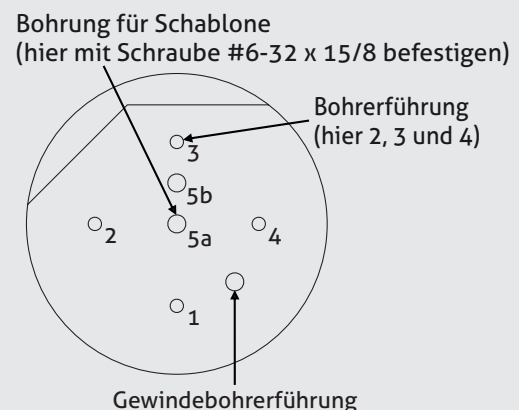 Bohrung für Schablone
(hier mit Schraube #6-32 x 15/8 befestigen)
Bohrerführung
(hier 2, 3 und 4)
3
5b
2
5a
4
1
Gewindebohrerführung